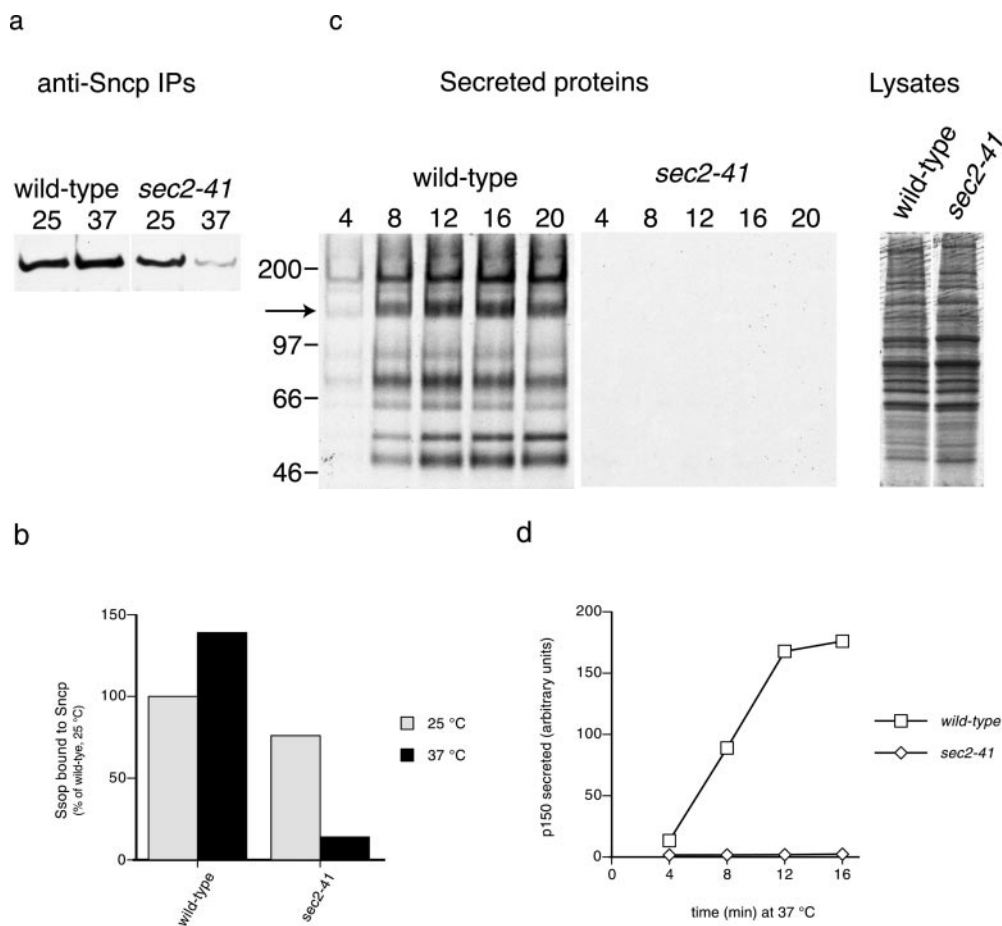 a
anti-Sncp IPs
wild-type sec2-41
25 37 25 37
c
Secreted proteins
Lysates
wild-type sec2-41
4 8 12 16 20 4 8 12 16 20
wild-type
sec2-41
200
97
66
46
b
150
100
50
0
Ssop bound to Sncp
(% of wild-tye, 25 °C)
wild-type
sec2-41
25 °C
37 °C
d
200
150
100
50
0
p150 secreted (arbitrary units)
0 4 8 12 16
time (min) at 37 °C
wild-type
sec2-41